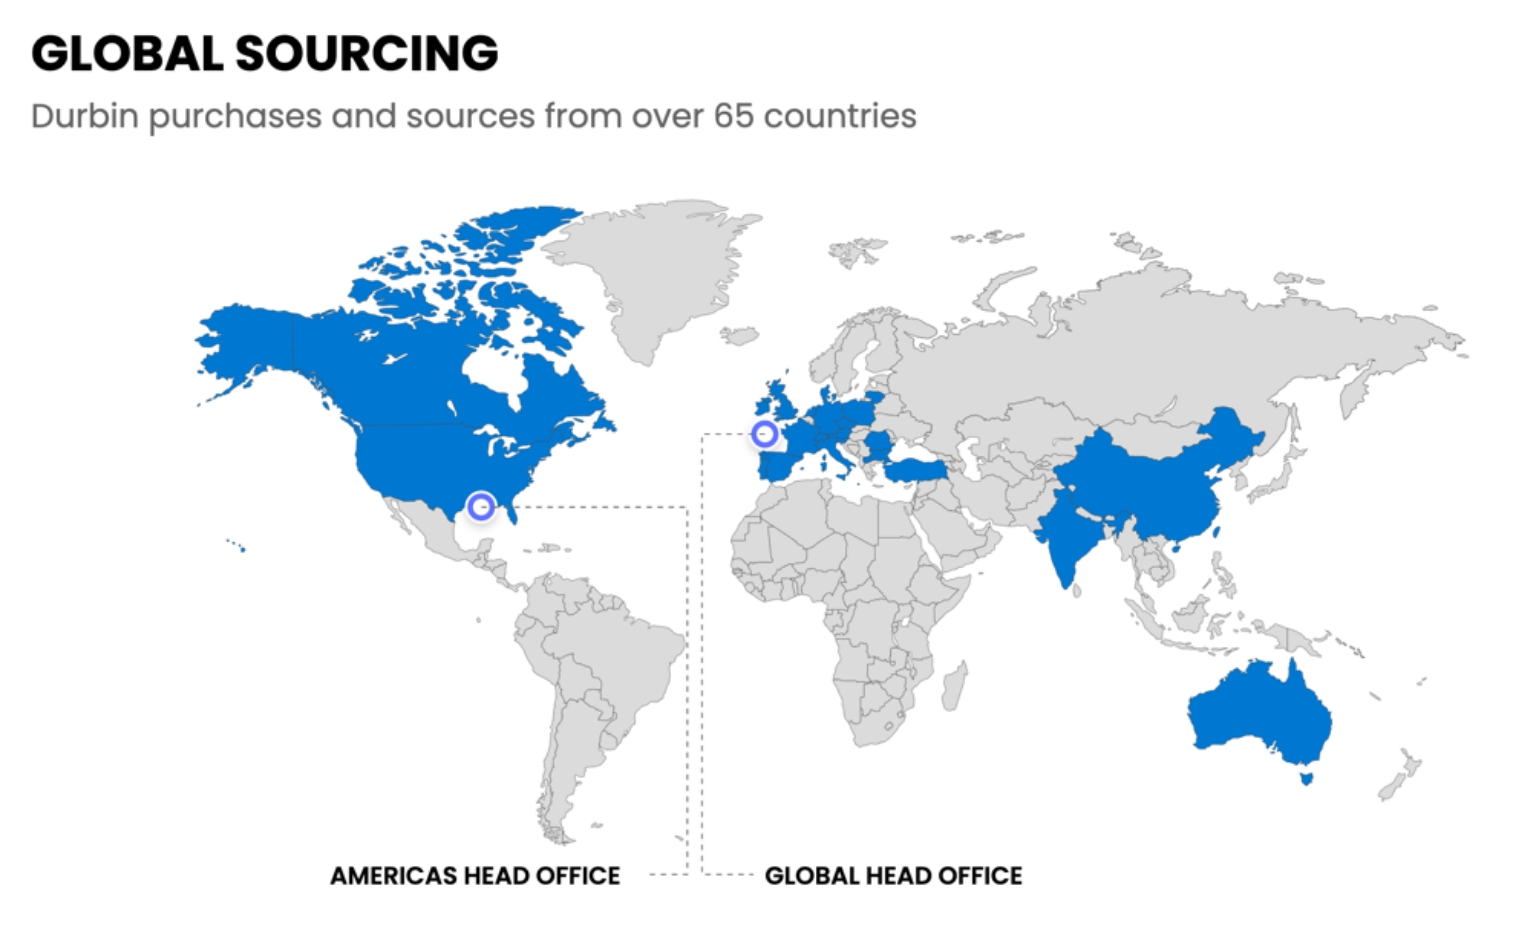 GLOBAL SOURCING
Durbin purchases and sources from over 65 countries
AMERICAS HEAD OFFICE
GLOBAL HEAD OFFICE